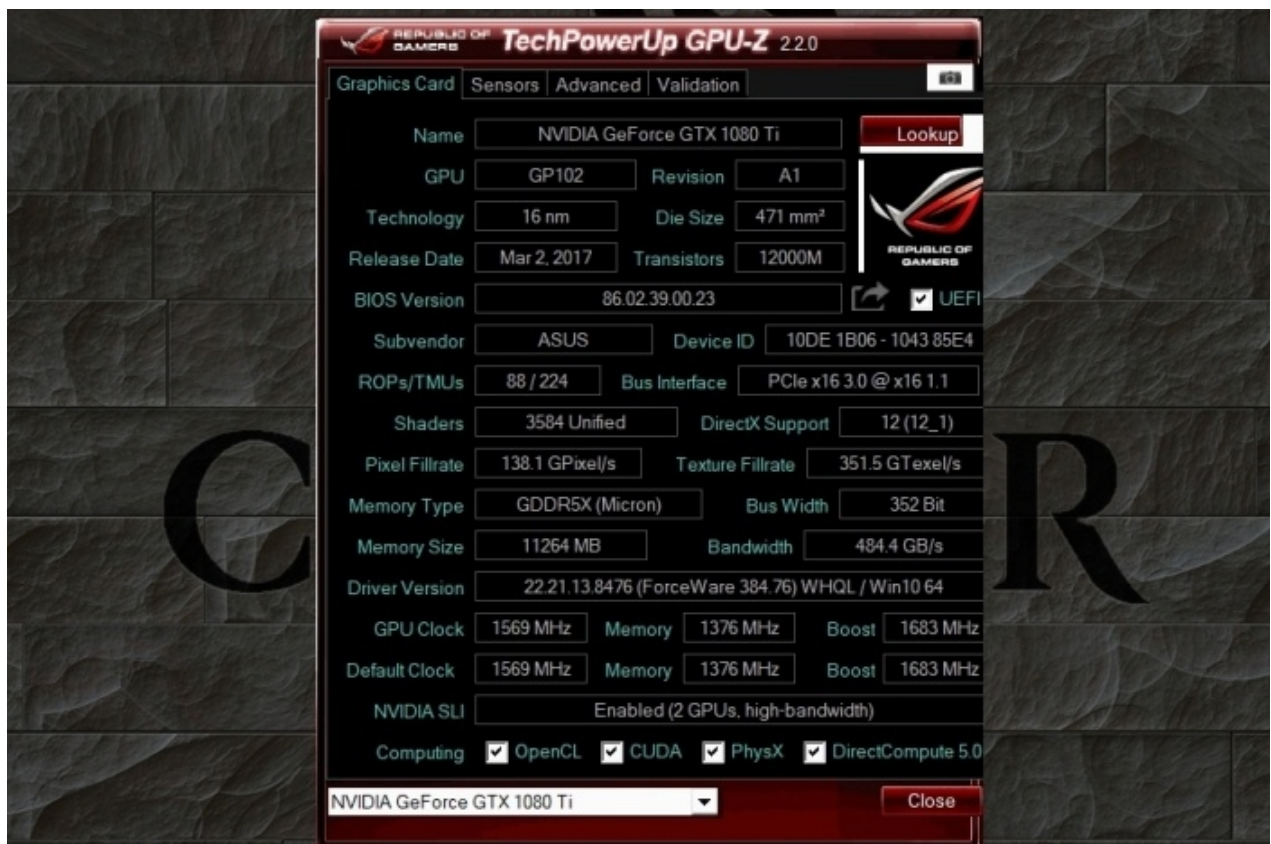 REPUBLIC OF GAMERS TechPowerUp GPU-Z 2.2.0
Graphics Card Sensors Advanced Validation
Name NVIDIA GeForce GTX 1080 Ti Lookup
GPU GP102 Revision A1
Technology 16 nm Die Size 471 mm²
Release Date Mar 2, 2017 Transistors 12000M
REPUBLIC OF GAMERS
BIOS Version 86.02.39.00.23 UEFI
Subvendor ASUS Device ID 10DE 1B06 - 1043 85E4
ROPs/TMUs 88 / 224 Bus Interface PCIe x16 3.0 @ x16 1.1
Shaders 3584 Unified DirectX Support 12 (12_1)
Pixel Fillrate 138.1 GPixel/s Texture Fillrate 351.5 GTexel/s
Memory Type GDDR5X (Micron) Bus Width 352 Bit
Memory Size 11264 MB Bandwidth 484.4 GB/s
Driver Version 22.21.13.8476 (ForceWare 384.76) WHQL / Win10 64
GPU Clock 1569 MHz Memory 1376 MHz Boost 1683 MHz
Default Clock 1569 MHz Memory 1376 MHz Boost 1683 MHz
NVIDIA SLI Enabled (2 GPUs, high-bandwidth)
Computing OpenCL CUDA PhysX DirectCompute 5.0
NVIDIA GeForce GTX 1080 Ti Close
C R